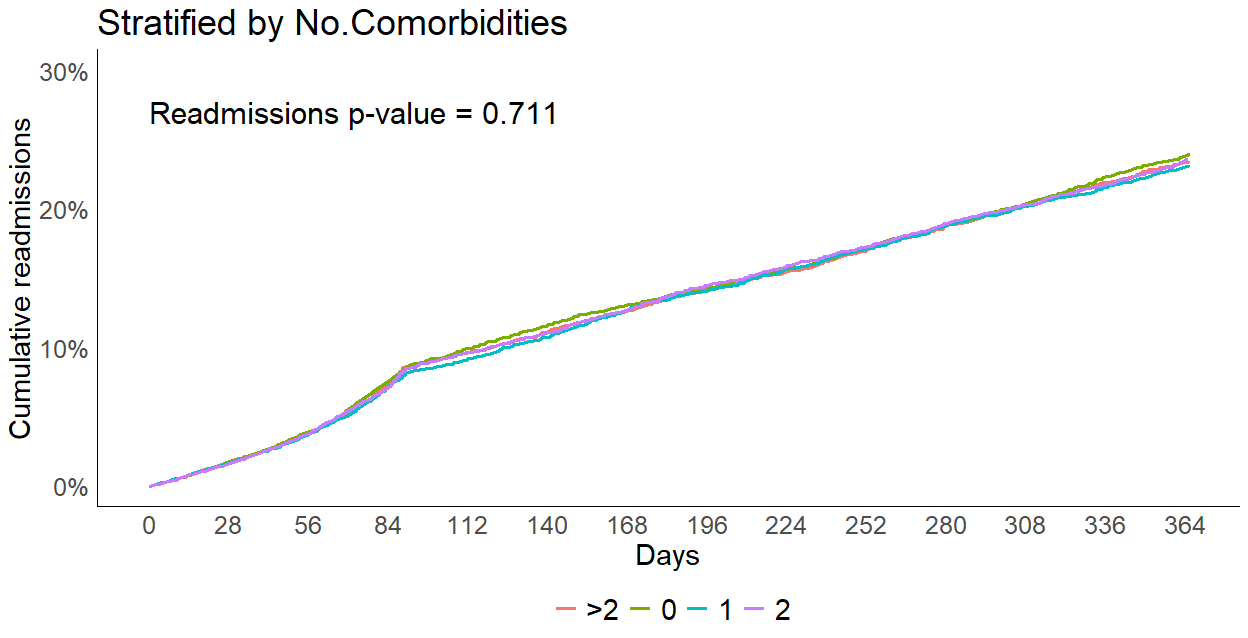 Stratified by No.Comorbidities
30%
Readmissions p-value = 0.711
20%
10%
0%
Cumulative readmissions
0 28 56 84 112 140 168 196 224 252 280 308 336 364
Days
>2 0 1 2